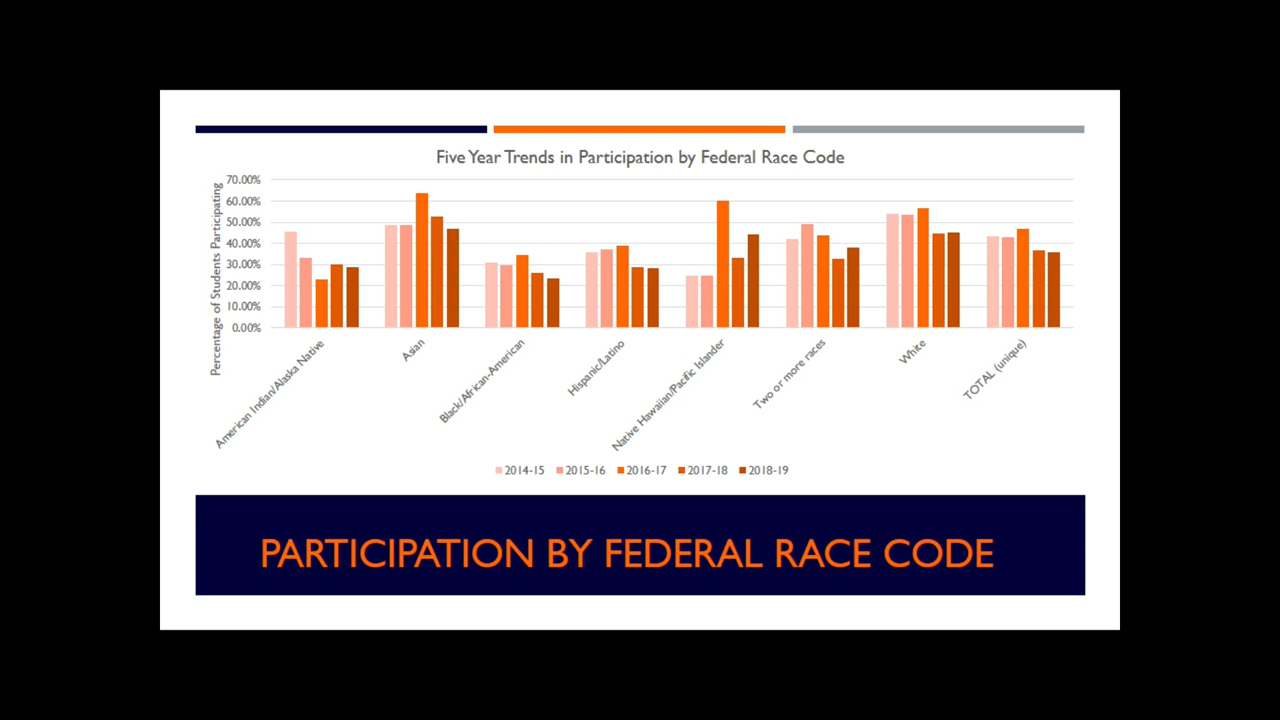 Five Year Trends in Participation by Federal Race Code
Percentage of Students Participating
70.00%
60.00%
50.00%
40.00%
30.00%
20.00%
10.00%
0.00%
American Indian/Alaska Native
Asian
Black/African-American
Hispanic/Latino
Native Hawaiian/Pacific Islander
Two or more races
White
TOTAL (unique)
2014-15 2015-16 2016-17 2017-18 2018-19
PARTICIPATION BY FEDERAL RACE CODE